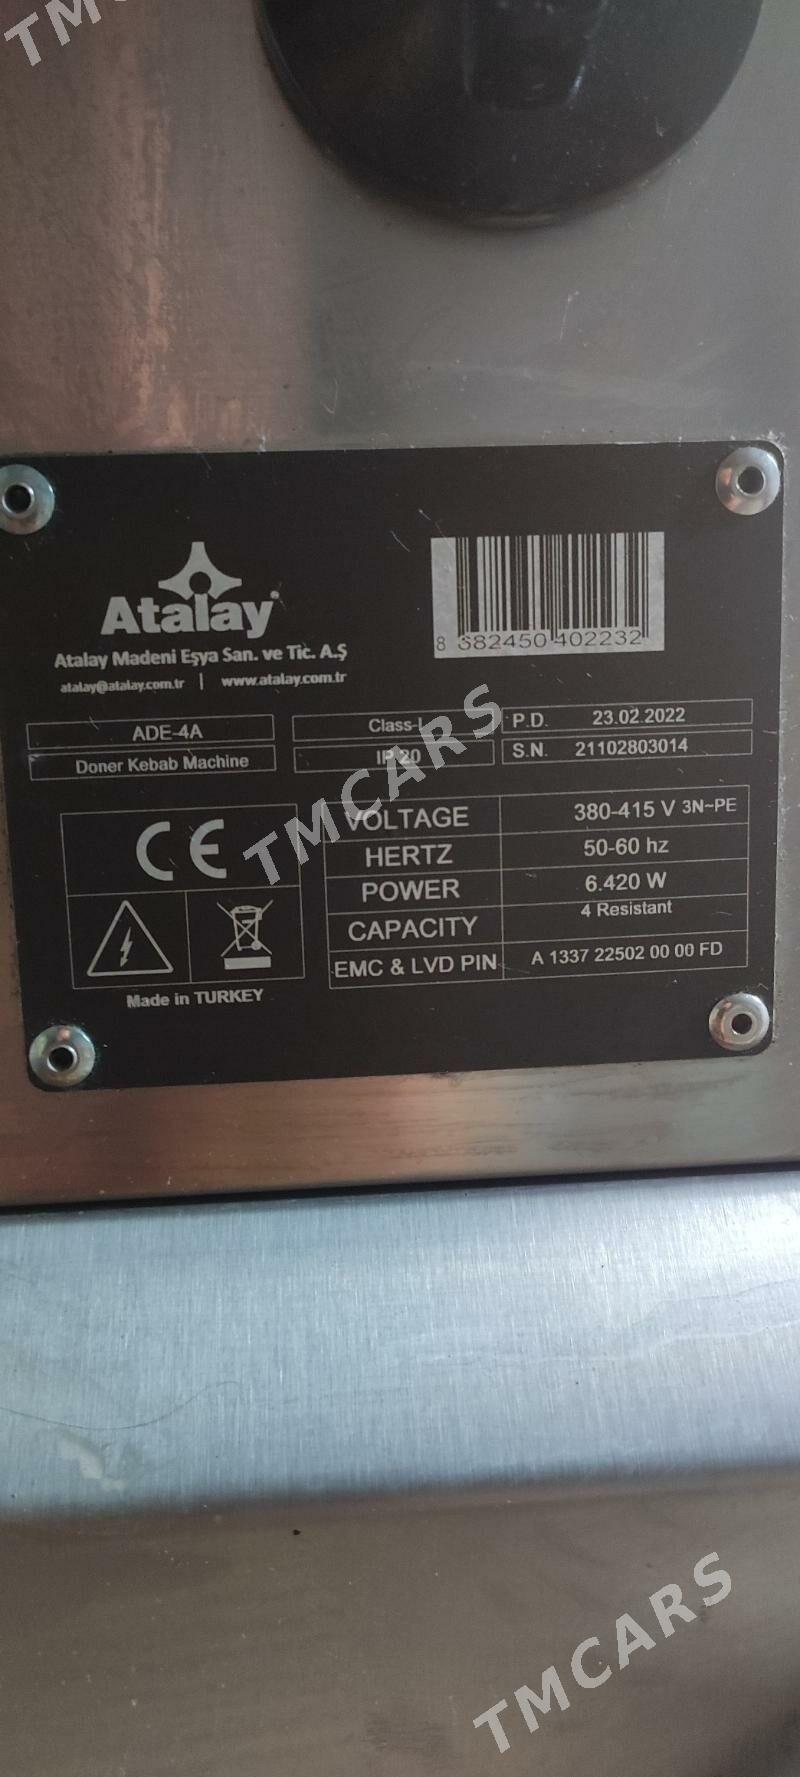 Atalay
Atalay Madeni Eşya San. ve Tic. A.Ş
atalay@atalay.com.tr | www.atalay.com.tr
8 682450 402232
ADE-4A
Doner Kebab Machine
Class-I
IP 20
P.D. 23.02.2022
S.N. 21102803014
CE
VOLTAGE 380-415 V 3N~PE
HERTZ 50-60 hz
POWER 6.420 W
CAPACITY 4 Resistant
EMC & LVD PIN A 1337 22502 00 00 FD
Made in TURKEY
TMCARS
TMCARS